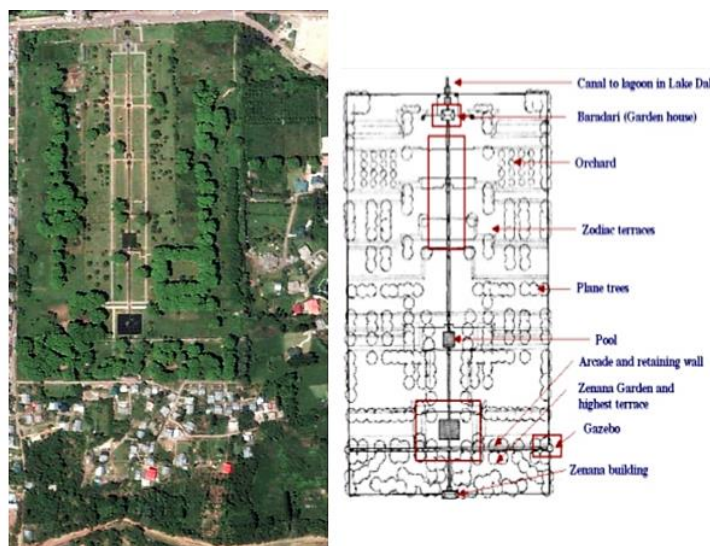 Canal to lagoon in Lake Dal
Baradari (Garden house)
Orchard
Zodiac terraces
Plane trees
Pool
Arcade and retaining wall
Zenana Garden and
highest terrace
Gazebo
Zenana building